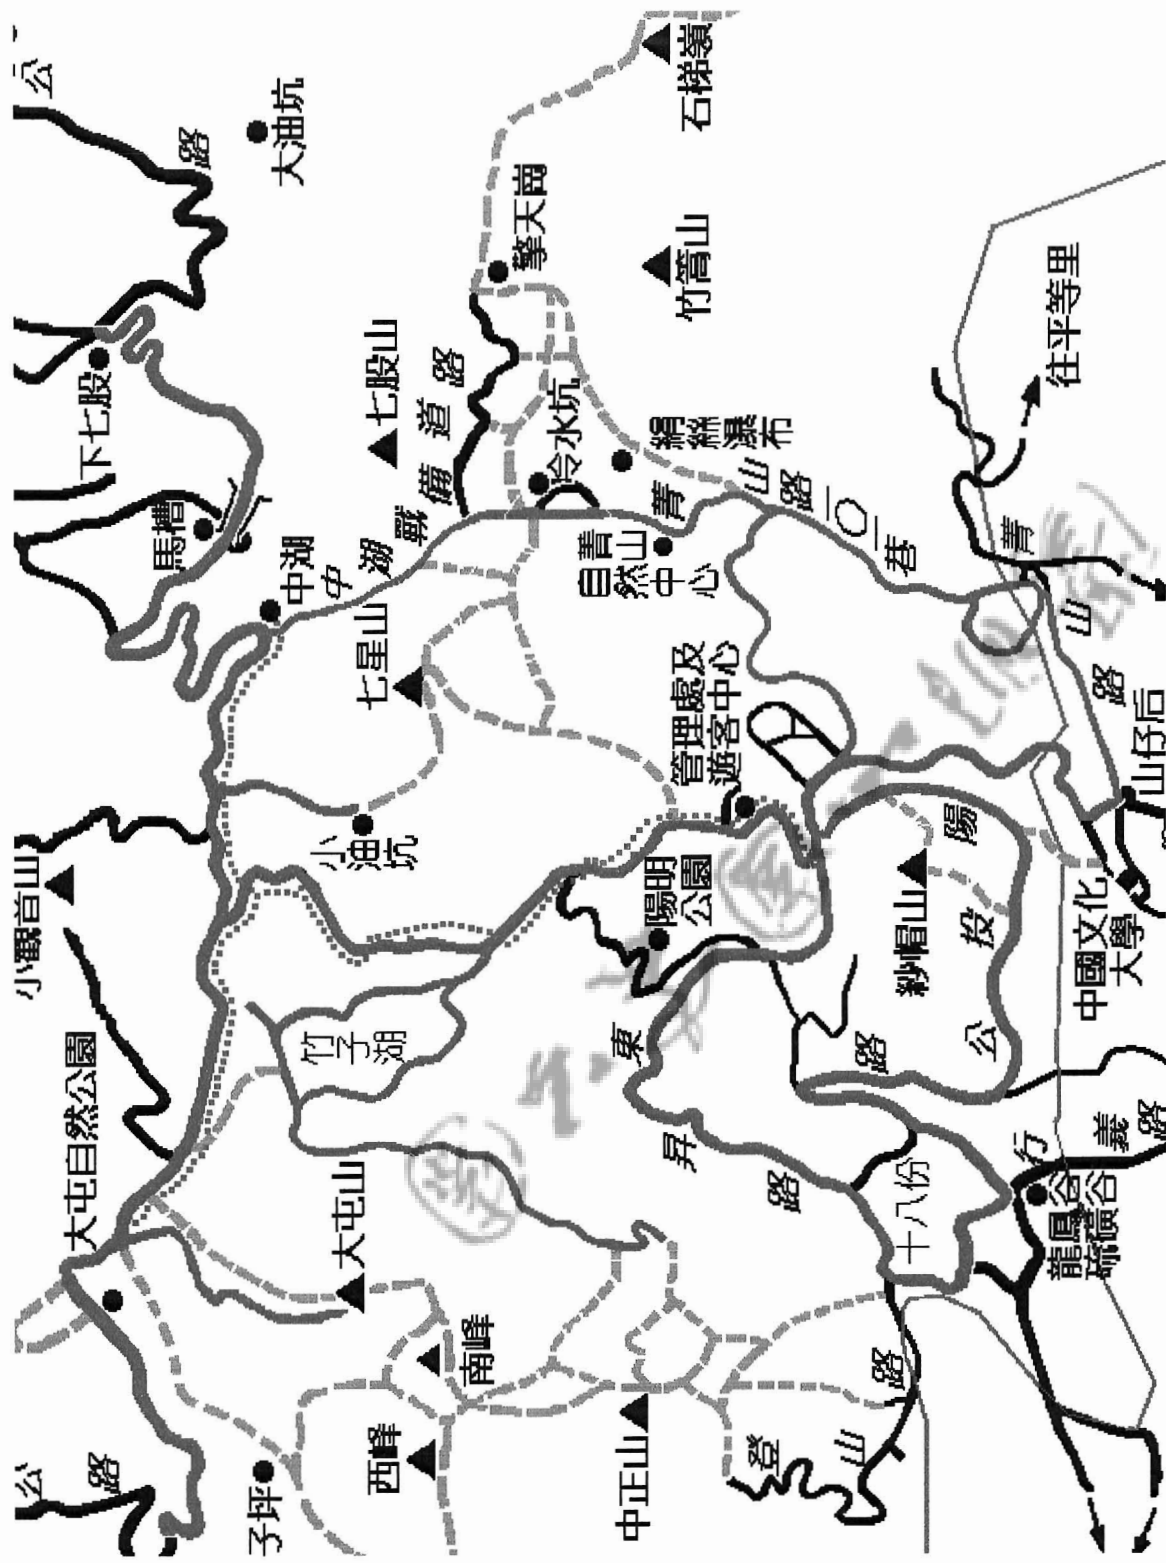 公
路
大油坑
石梯嶺
擎天崗
竹篙山
往平等里
下七股
七股山
馬槽
中湖
中湖戰備道路
冷水坑
絹絲
瀑布
菁山路一〇一巷
菁山
自然
中心
七星山
管理處及
遊客中心
菁山路
山仔后
小觀音山
小油坑
陽明
公園
紗帽山
陽投公路
中國文化
大學
竹子湖
大屯自然公園
東昇路
行義路
十八份
龍鳳谷
硫磺谷
大屯山
南峰
西峰
中正山
登山路
公
路
子坪